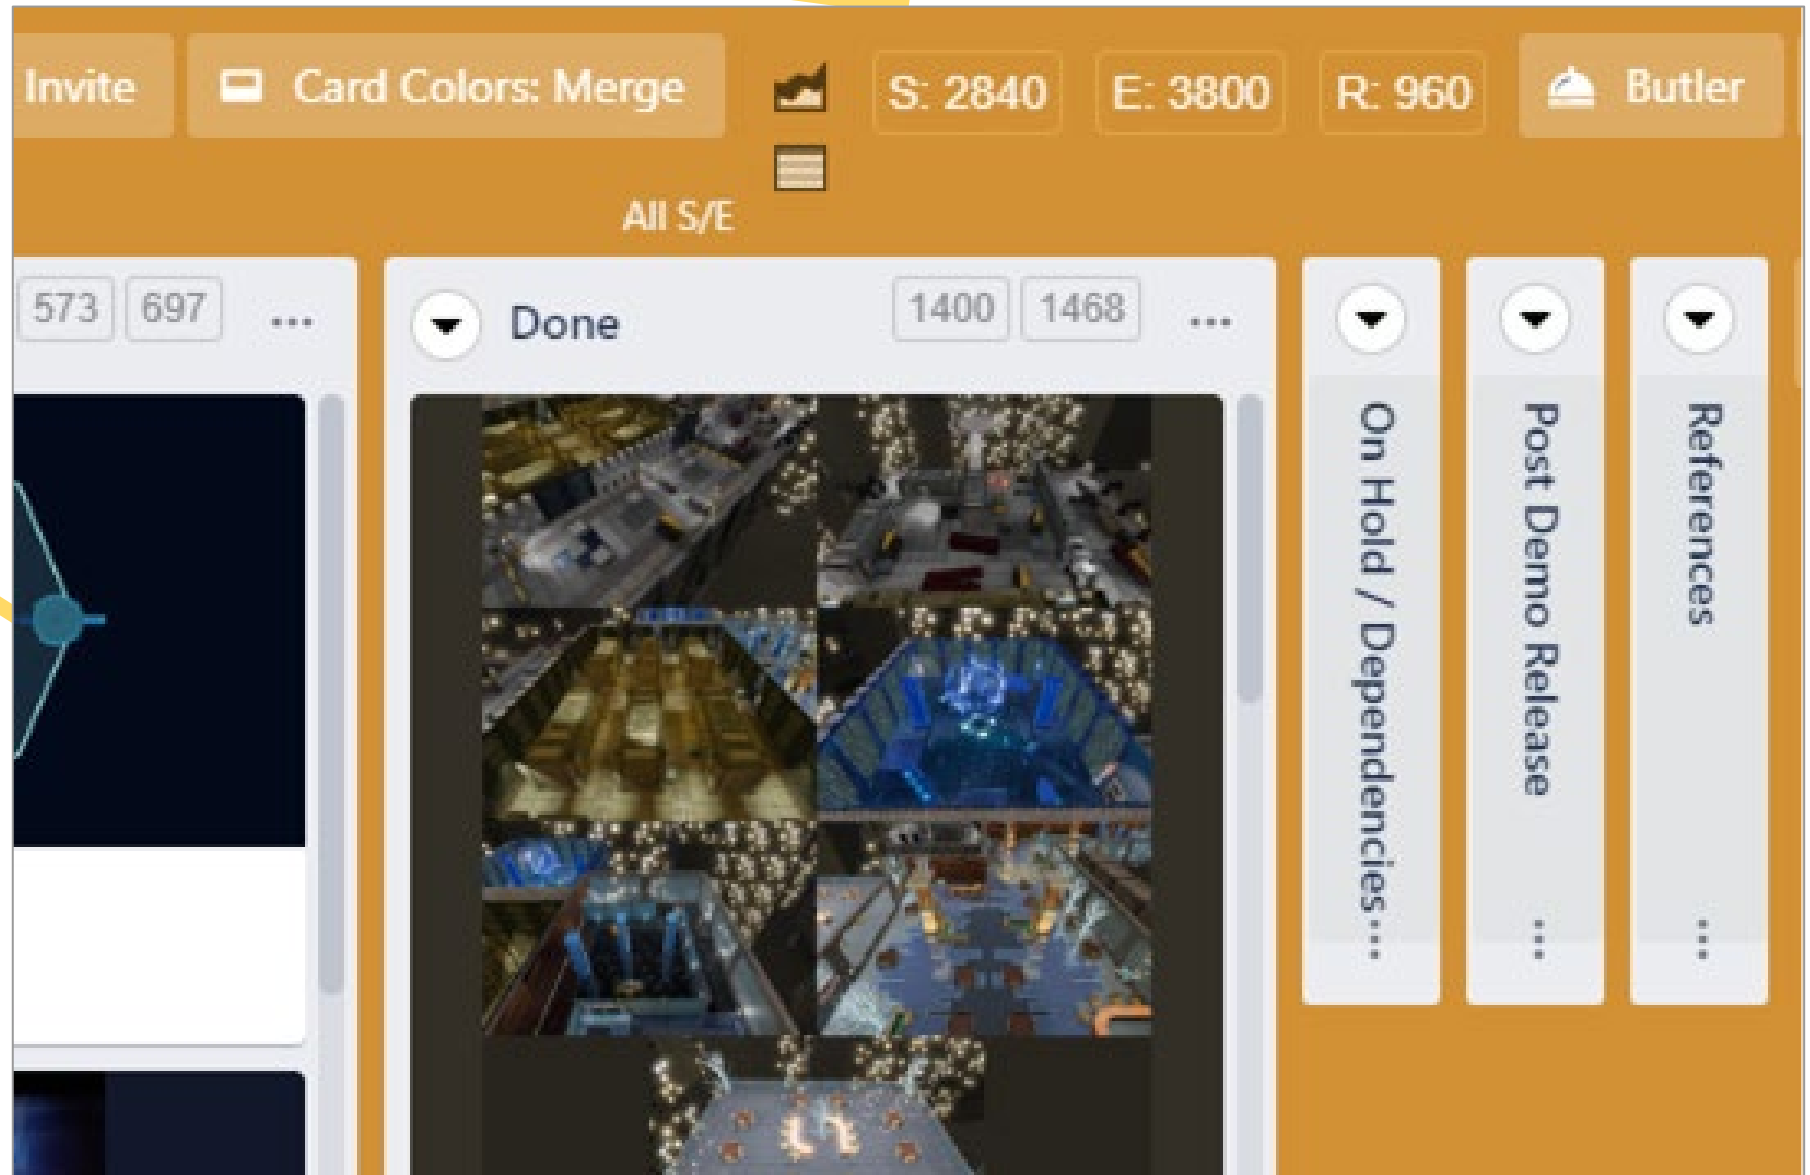 Invite
Card Colors: Merge
S: 2840
E: 3800
R: 960
Butler
All S/E
573 697 ...
Done
1400 1468 ...
On Hold / Dependencies ...
Post Demo Release ...
References ...